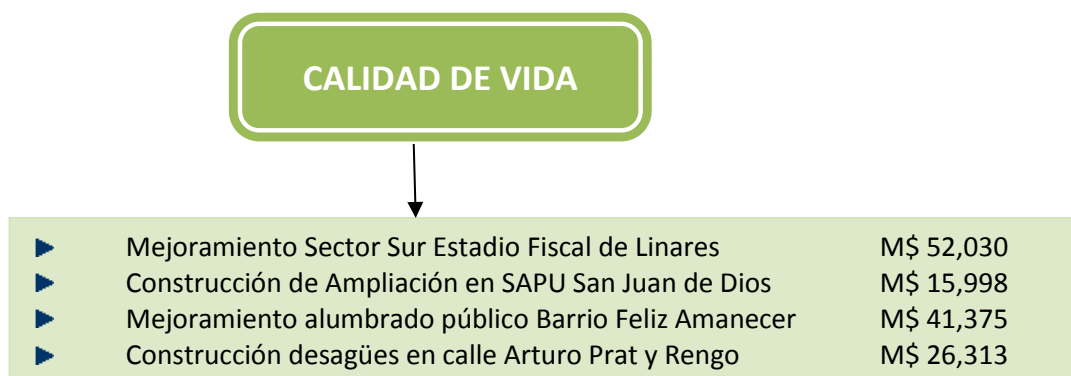 CALIDAD DE VIDA
Mejoramiento Sector Sur Estadio Fiscal de Linares M$ 52,030
Construcción de Ampliación en SAPU San Juan de Dios M$ 15,998
Mejoramiento alumbrado público Barrio Feliz Amanecer M$ 41,375
Construcción desagües en calle Arturo Prat y Rengo M$ 26,313